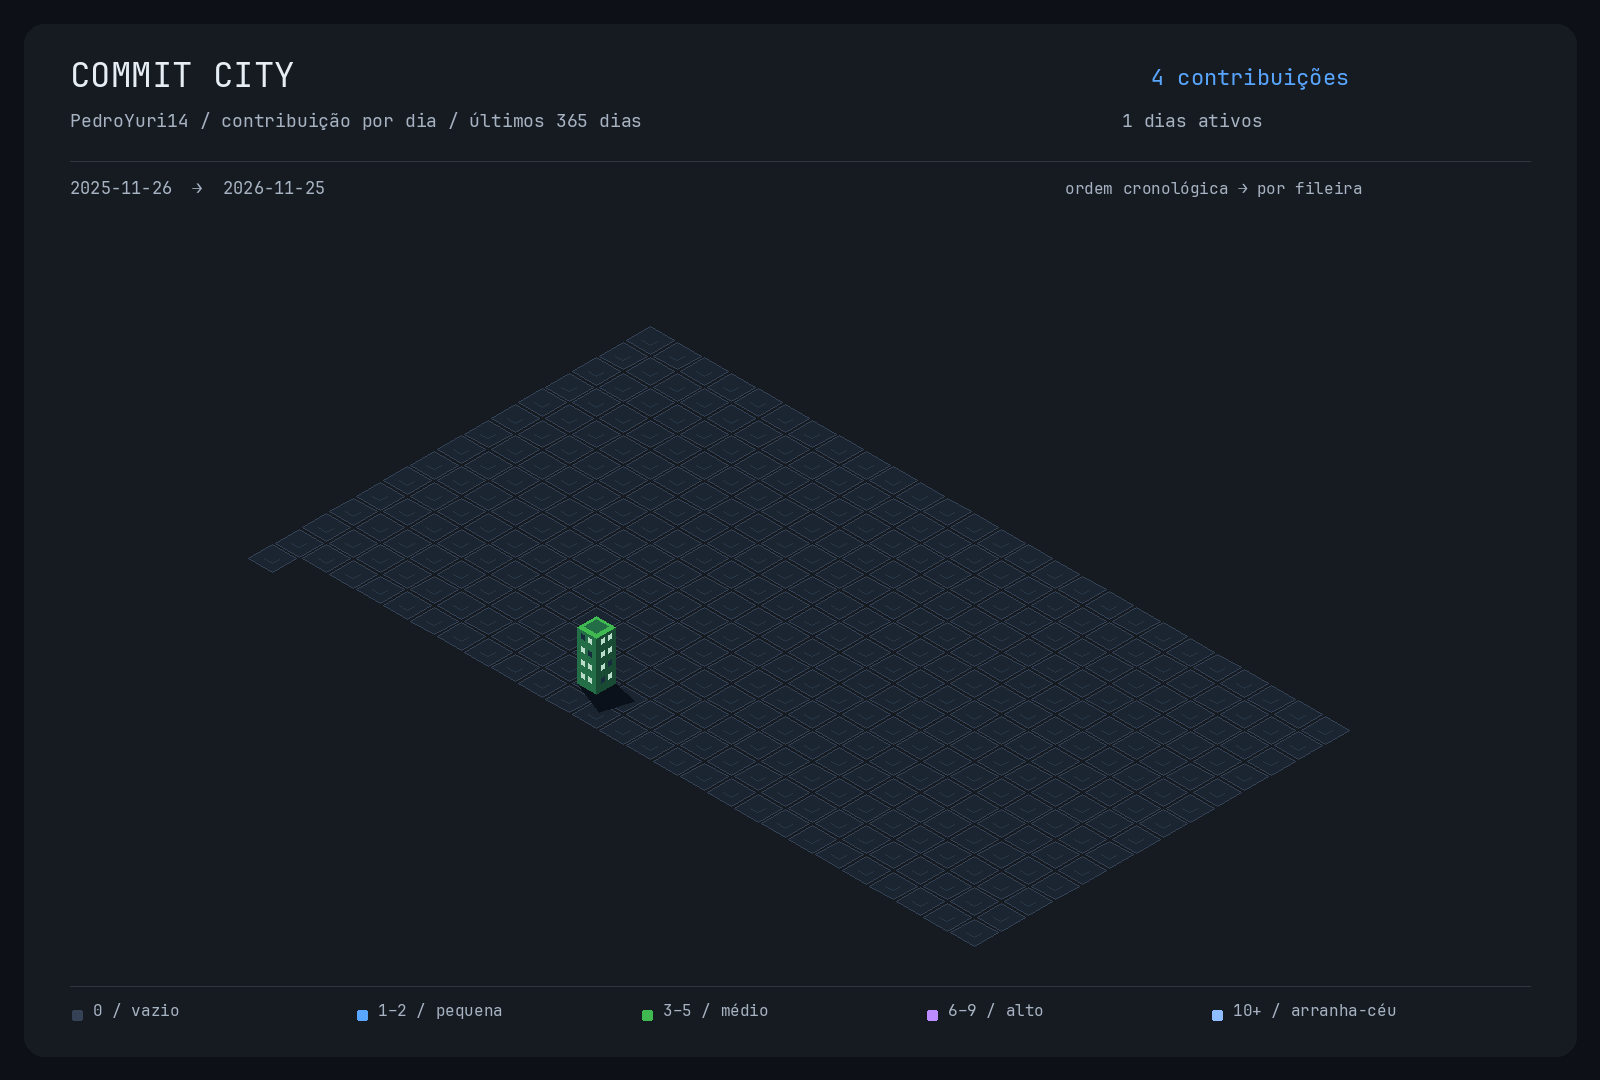 COMMIT CITY
4 contribuições
PedroYuri14 / contribuição por dia / últimos 365 dias
1 dias ativos
2025-11-26 → 2026-11-25
ordem cronológica → por fileira
0 / vazio
1–2 / pequena
3–5 / médio
6–9 / alto
10+ / arranha-céu